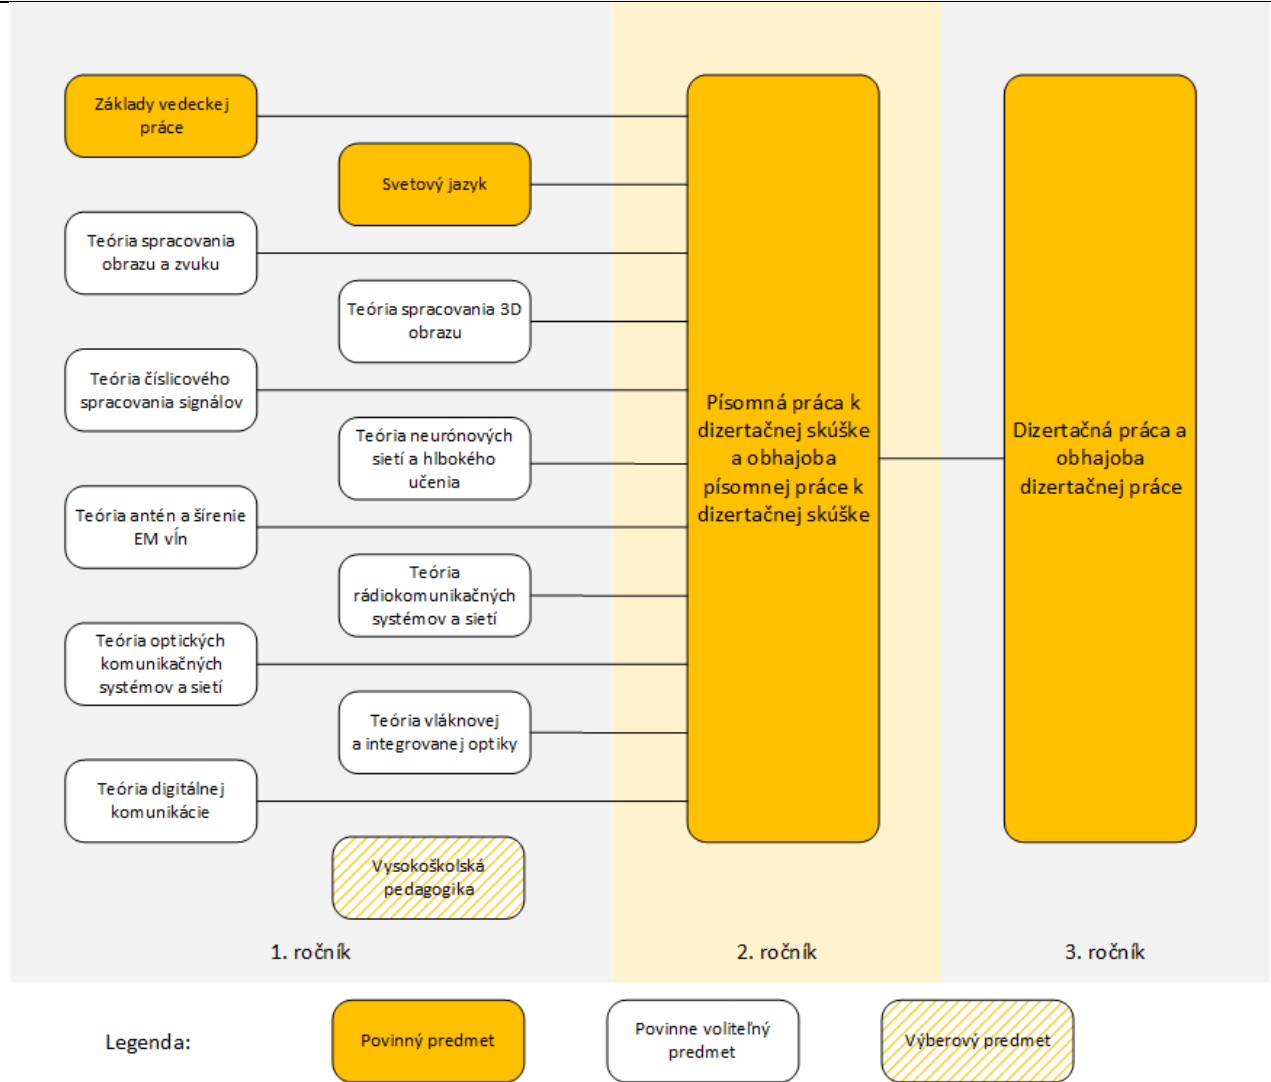 Základy vedeckej
práce
Svetový jazyk
Teória spracovania
obrazu a zvuku
Teória spracovania 3D
obrazu
Teória číslicového
spracovania signálov
Teória neurónových
sietí a hlbokého
učenia
Teória antén a šírenie
EM vĺn
Teória
rádiokomunikačných
systémov a sietí
Teória optických
komunikačných
systémov a sietí
Teória vláknovej
a integrovanej optiky
Teória digitálnej
komunikácie
Vysokoškolská
pedagogika
Písomná práca k
dizertačnej skúške
a obhajoba
písomnej práce k
dizertačnej skúške
Dizertačná práca a
obhajoba
dizertačnej práce
1. ročník
2. ročník
3. ročník
Legenda:
Povinný predmet
Povinne voliteľný
predmet
Výberový predmet